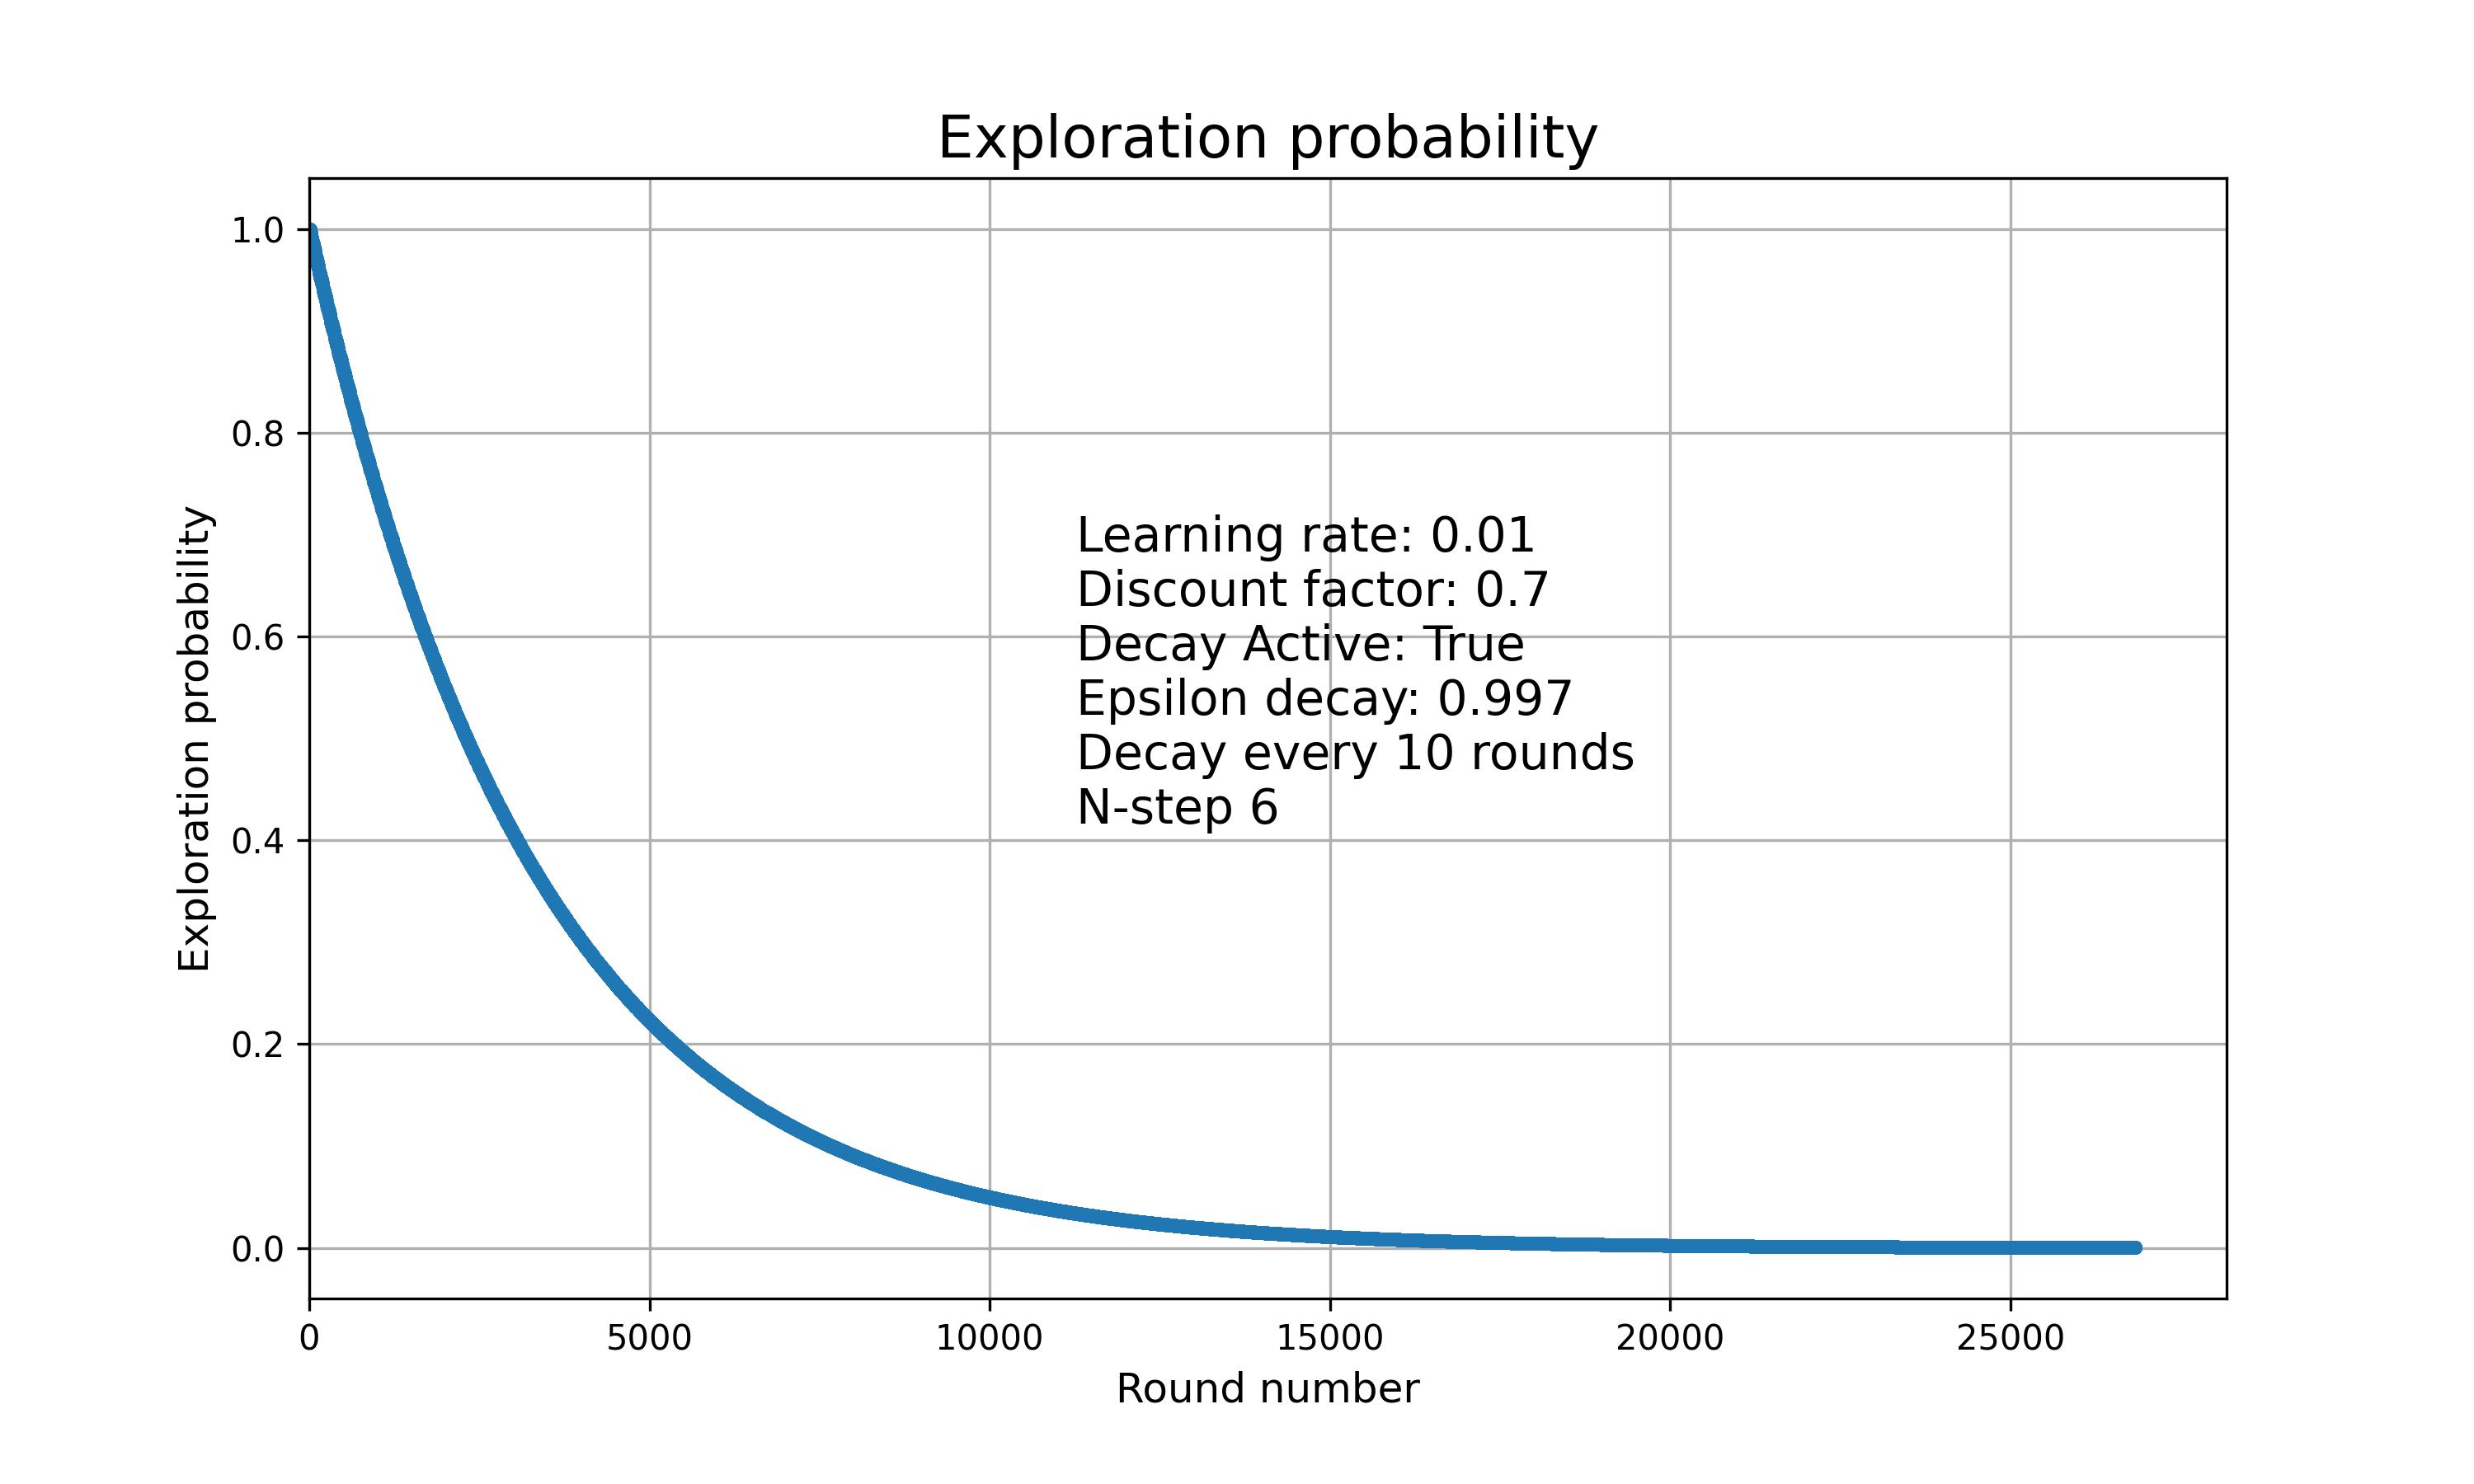 Exploration probability
Exploration probability
1.0
0.8
0.6
0.4
0.2
0.0
Learning rate: 0.01
Discount factor: 0.7
Decay Active: True
Epsilon decay: 0.997
Decay every 10 rounds
N-step 6
0
5000
10000
15000
20000
25000
Round number